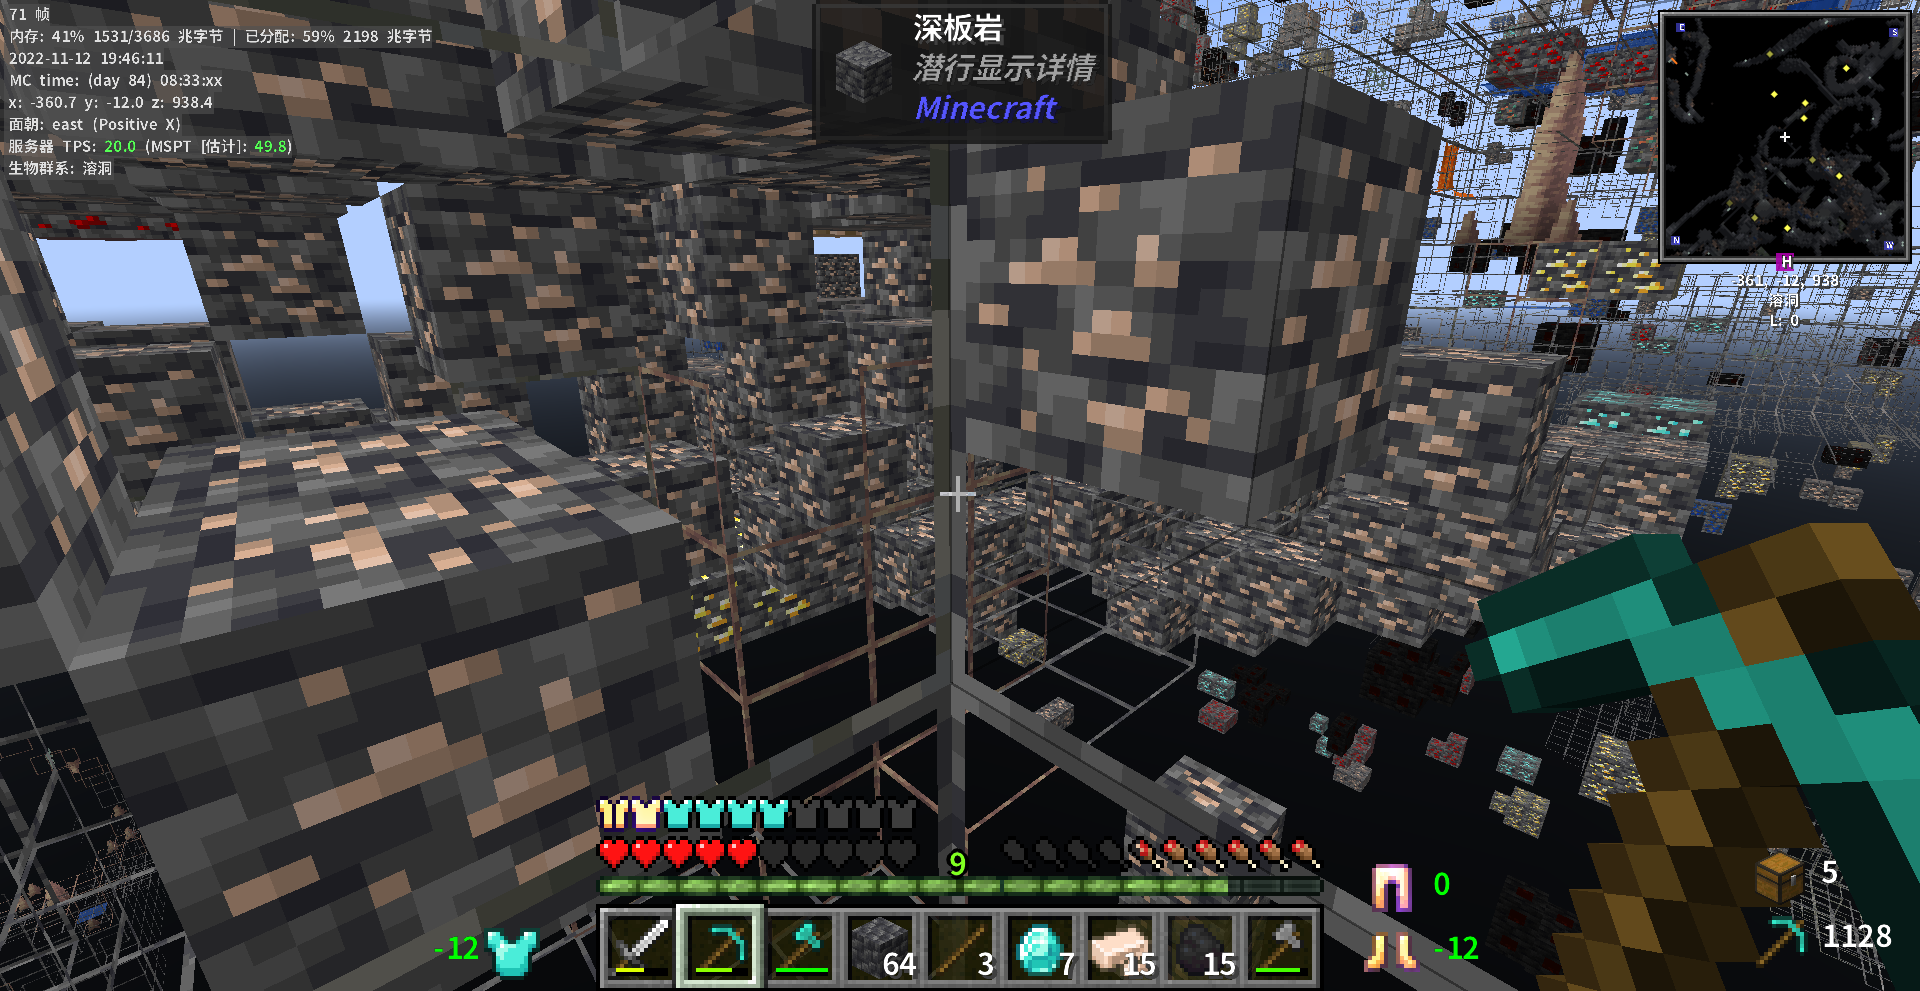 71 帧
内存: 41% 1531/3686 兆字节 | 已分配: 59% 2198 兆字节
2022-11-12 19:46:11
MC time: (day 84) 08:33:xx
x: -360.7 y: -12.0 z: 938.4
面朝: east (Positive X)
服务器 TPS: 20.0 (MSPT [估计]: 49.8)
生物群系: 溶洞
深板岩
潜行显示详情
Minecraft
E
S
N
W
H
-361, -12, 938
溶洞
L: 0
9
-12
64
3
7
15
15
0
-12
5
1128